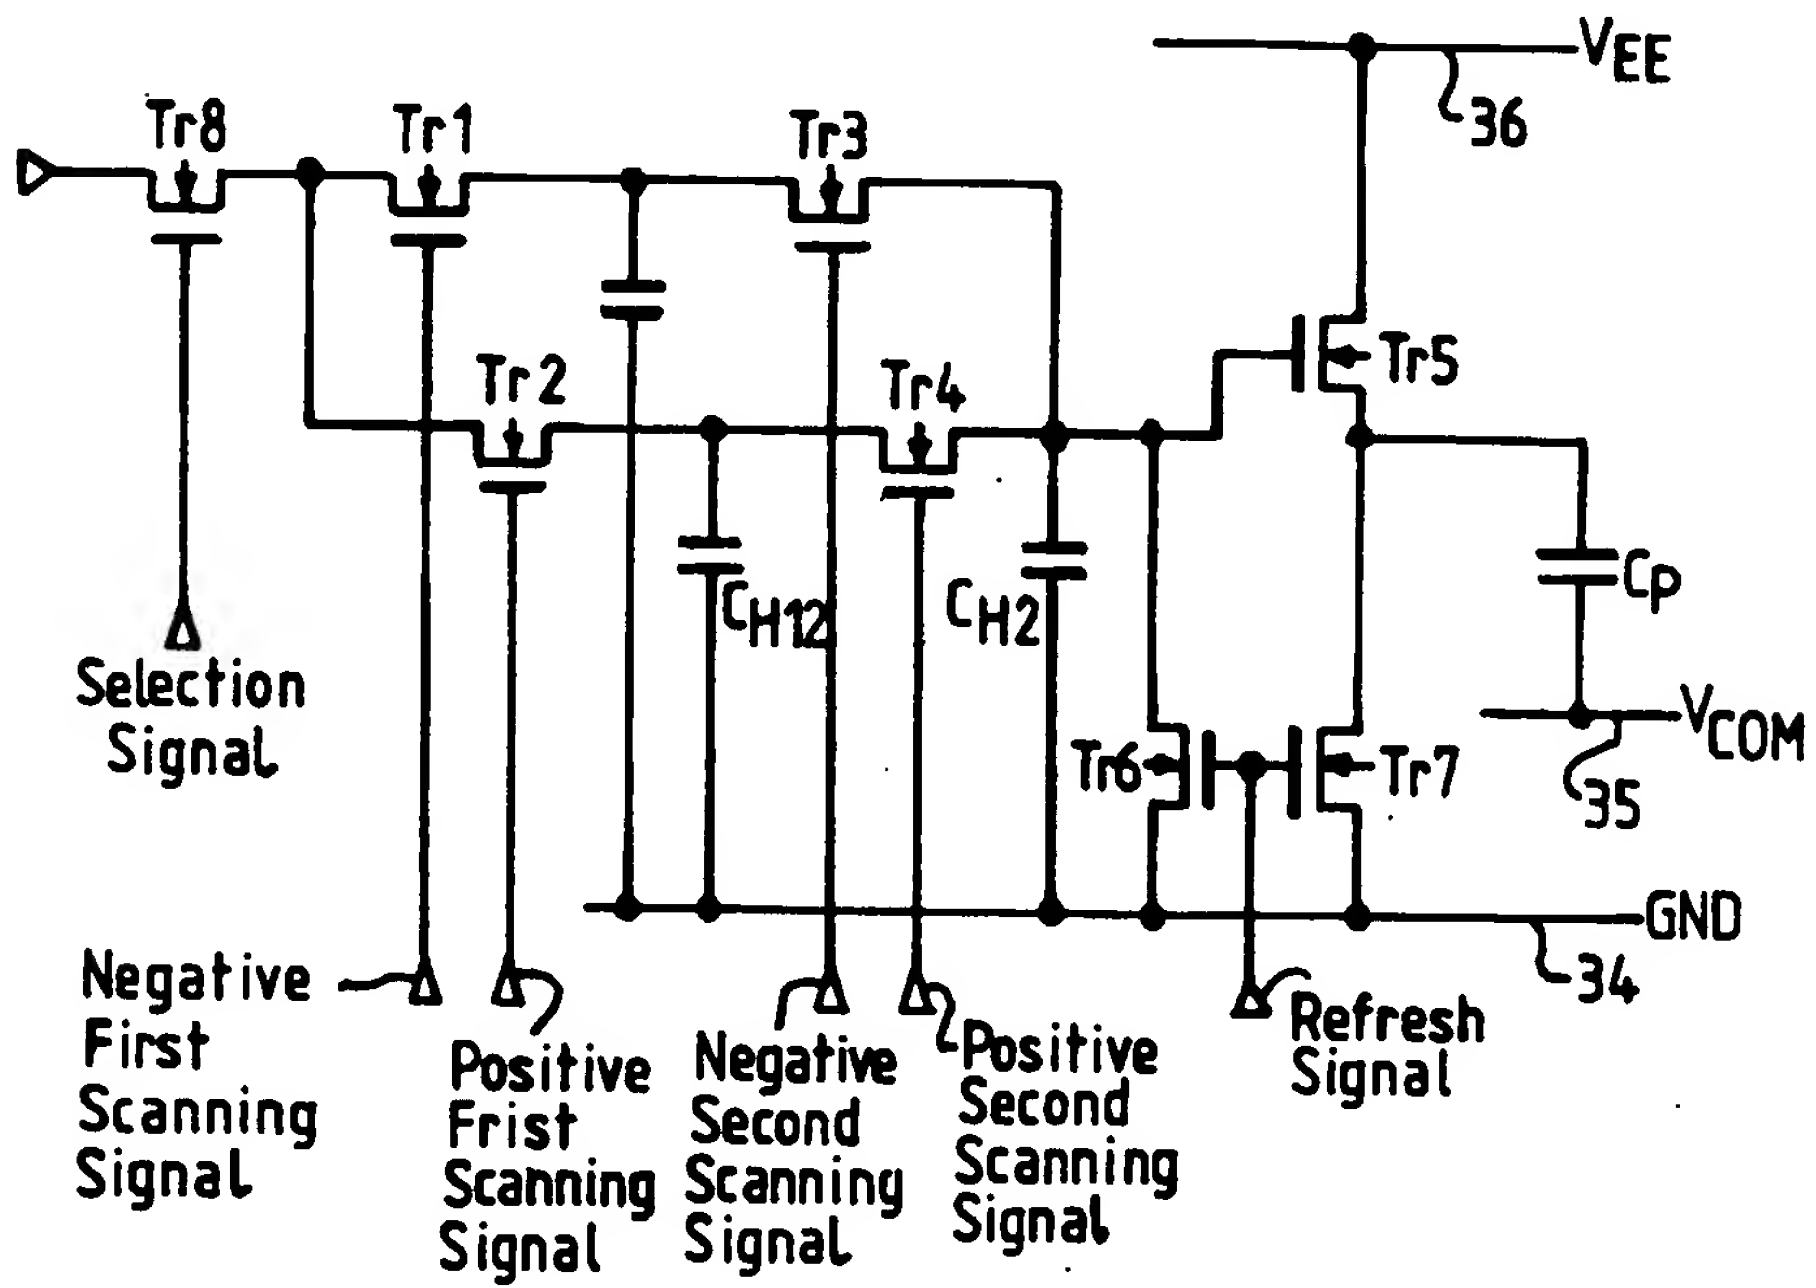 VEE
36
Tr8
Tr1
Tr3
Tr5
Tr2
Tr4
CH12
CH2
Cp
Selection
Signal
VCOM
35
Tr6
Tr7
GND
34
Negative
First
Scanning
Signal
Positive
Frist
Scanning
Signal
Negative
Second
Scanning
Signal
Positive
Second
Scanning
Signal
Refresh
Signal